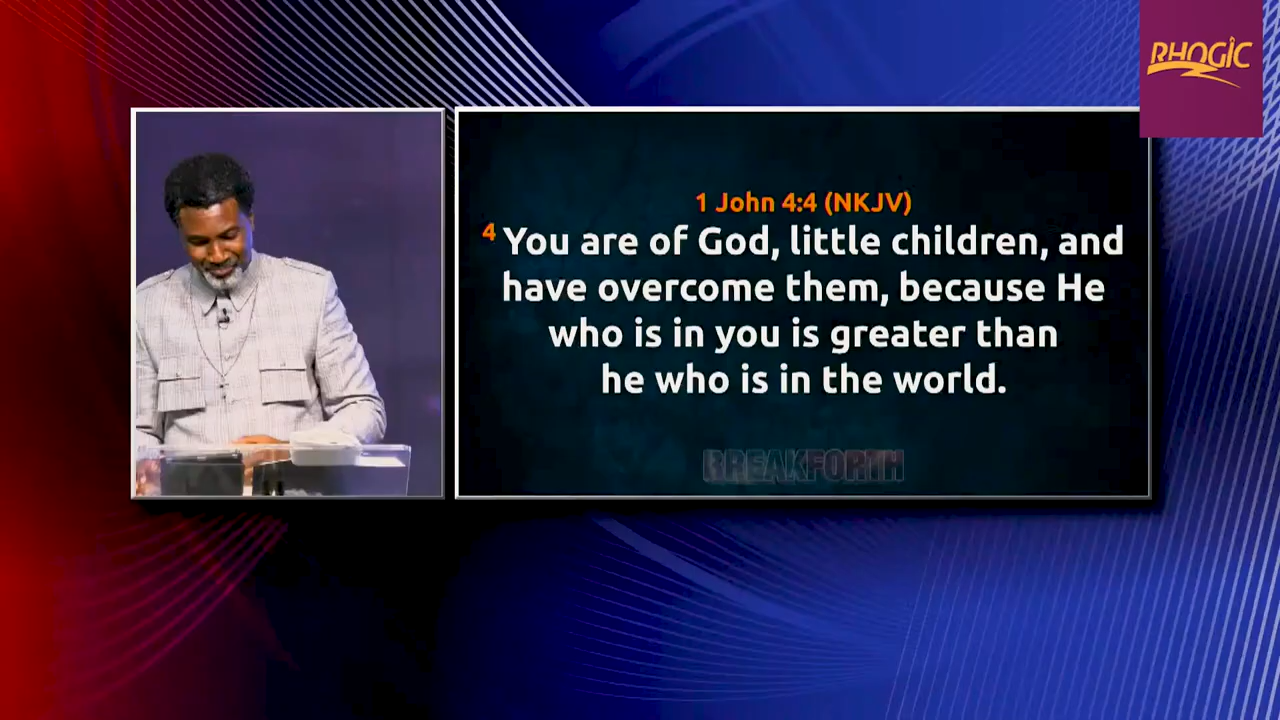 RHOGIC
1 John 4:4 (NKJV)
4 You are of God, little children, and
have overcome them, because He
who is in you is greater than
he who is in the world.
BREAKFORTH